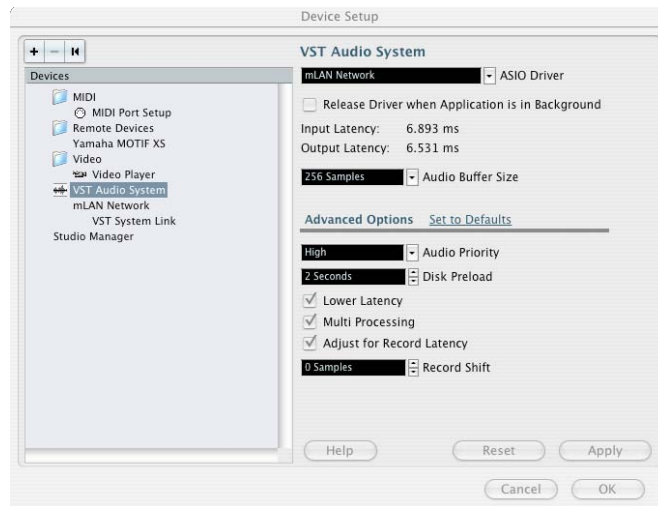 Device Setup
+ −
Devices
MIDI
MIDI Port Setup
Remote Devices
Yamaha MOTIF XS
Video
Video Player
VST Audio System
mLAN Network
VST System Link
Studio Manager
VST Audio System
mLAN Network ASIO Driver
Release Driver when Application is in Background
Input Latency: 6.893 ms
Output Latency: 6.531 ms
256 Samples Audio Buffer Size
Advanced Options Set to Defaults
High Audio Priority
2 Seconds Disk Preload
Lower Latency
Multi Processing
Adjust for Record Latency
0 Samples Record Shift
Help Reset Apply
Cancel OK